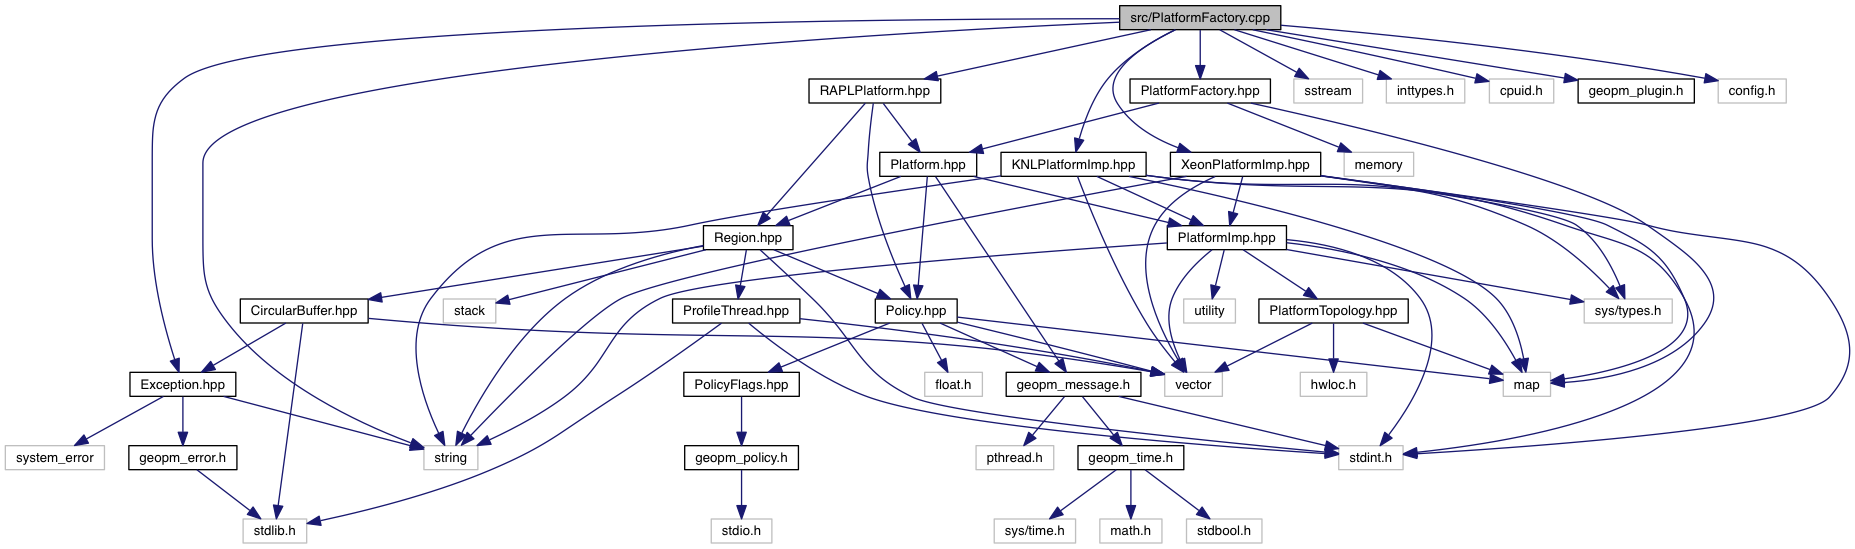 src/PlatformFactory.cpp
RAPLPlatform.hpp
PlatformFactory.hpp
sstream
inttypes.h
cpuid.h
geopm_plugin.h
config.h
Platform.hpp
KNLPlatformImp.hpp
XeonPlatformImp.hpp
memory
Region.hpp
PlatformImp.hpp
CircularBuffer.hpp
stack
ProfileThread.hpp
Policy.hpp
utility
PlatformTopology.hpp
sys/types.h
Exception.hpp
PolicyFlags.hpp
float.h
geopm_message.h
vector
hwloc.h
map
system_error
geopm_error.h
string
geopm_policy.h
pthread.h
geopm_time.h
stdint.h
stdlib.h
stdio.h
sys/time.h
math.h
stdbool.h